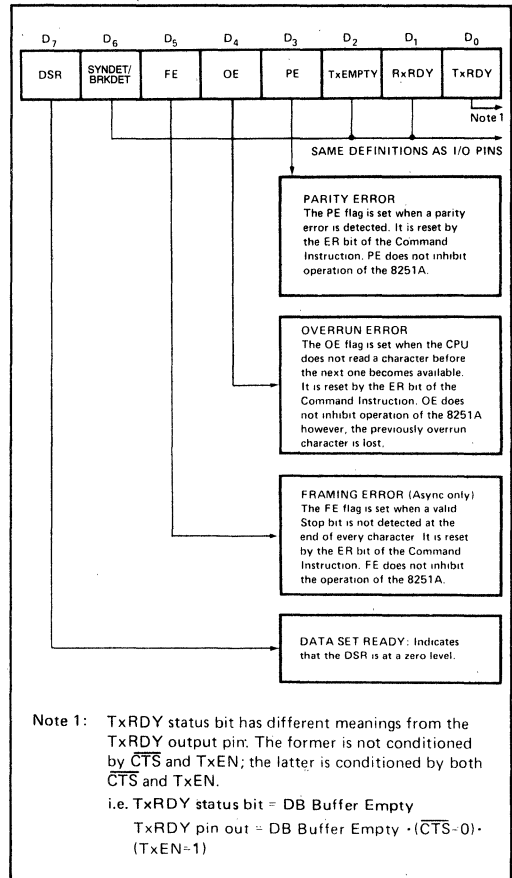 D7 D6 D5 D4 D3 D2 D1 D0
DSR SYNDET/ BRKDET FE OE PE TxEMPTY RxRDY TxRDY
Note 1
SAME DEFINITIONS AS I/O PINS
PARITY ERROR
The PE flag is set when a parity
error is detected. It is reset by
the ER bit of the Command
Instruction. PE does not inhibit
operation of the 8251A.
OVERRUN ERROR
The OE flag is set when the CPU
does not read a character before
the next one becomes available.
It is reset by the ER bit of the
Command Instruction. OE does
not inhibit operation of the 8251A
however, the previously overrun
character is lost.
FRAMING ERROR (Async only)
The FE flag is set when a valid
Stop bit is not detected at the
end of every character It is reset
by the ER bit of the Command
Instruction. FE does not inhibit
the operation of the 8251A.
DATA SET READY: Indicates
that the DSR is at a zero level.
Note 1: TxRDY status bit has different meanings from the
TxRDY output pin. The former is not conditioned
by C̅T̅S̅ and TxEN; the latter is conditioned by both
C̅T̅S̅ and TxEN.
i.e. TxRDY status bit = DB Buffer Empty
TxRDY pin out = DB Buffer Empty ·(C̅T̅S̅=0)·
(TxEN=1)